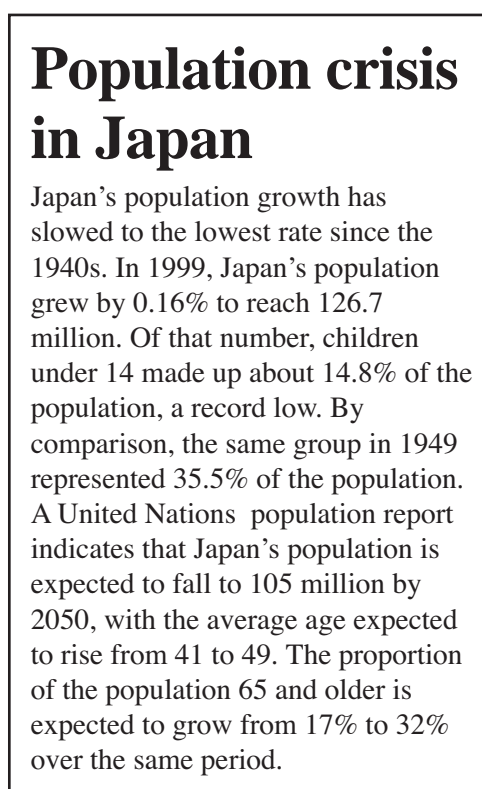 Population crisis
in Japan
Japan's population growth has
slowed to the lowest rate since the
1940s. In 1999, Japan's population
grew by 0.16% to reach 126.7
million. Of that number, children
under 14 made up about 14.8% of the
population, a record low. By
comparison, the same group in 1949
represented 35.5% of the population.
A United Nations population report
indicates that Japan's population is
expected to fall to 105 million by
2050, with the average age expected
to rise from 41 to 49. The proportion
of the population 65 and older is
expected to grow from 17% to 32%
over the same period.